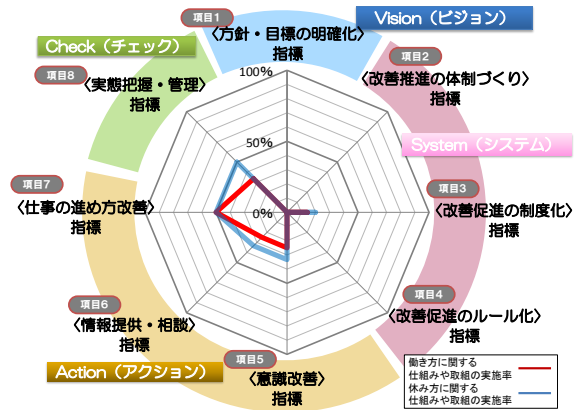 項目1
Vision（ビジョン）
〈方針・目標の明確化〉
指標
Check（チェック）
項目2
〈改善推進の体制づくり〉
指標
項目8
〈実態把握・管理〉
指標
100%
System（システム）
50%
項目7
〈仕事の進め方改善〉
指標
0%
項目3
〈改善促進の制度化〉
指標
項目6
〈情報提供・相談〉
指標
項目4
〈改善促進のルール化〉
指標
Action（アクション）
項目5
〈意識改善〉
指標
働き方に関する
仕組みや取組の実施率
休み方に関する
仕組みや取組の実施率